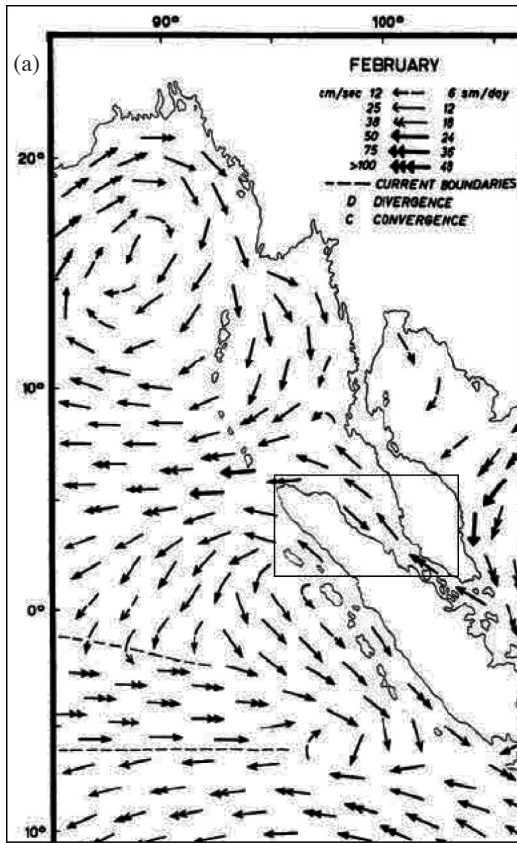 90° 100°
(a)
FEBRUARY
cm/sec 12 6 sm/day
25 12
38 18
50 24
75 36
>100 48
CURRENT BOUNDARIES
D DIVERGENCE
C CONVERGENCE
20°
10°
0°
10°